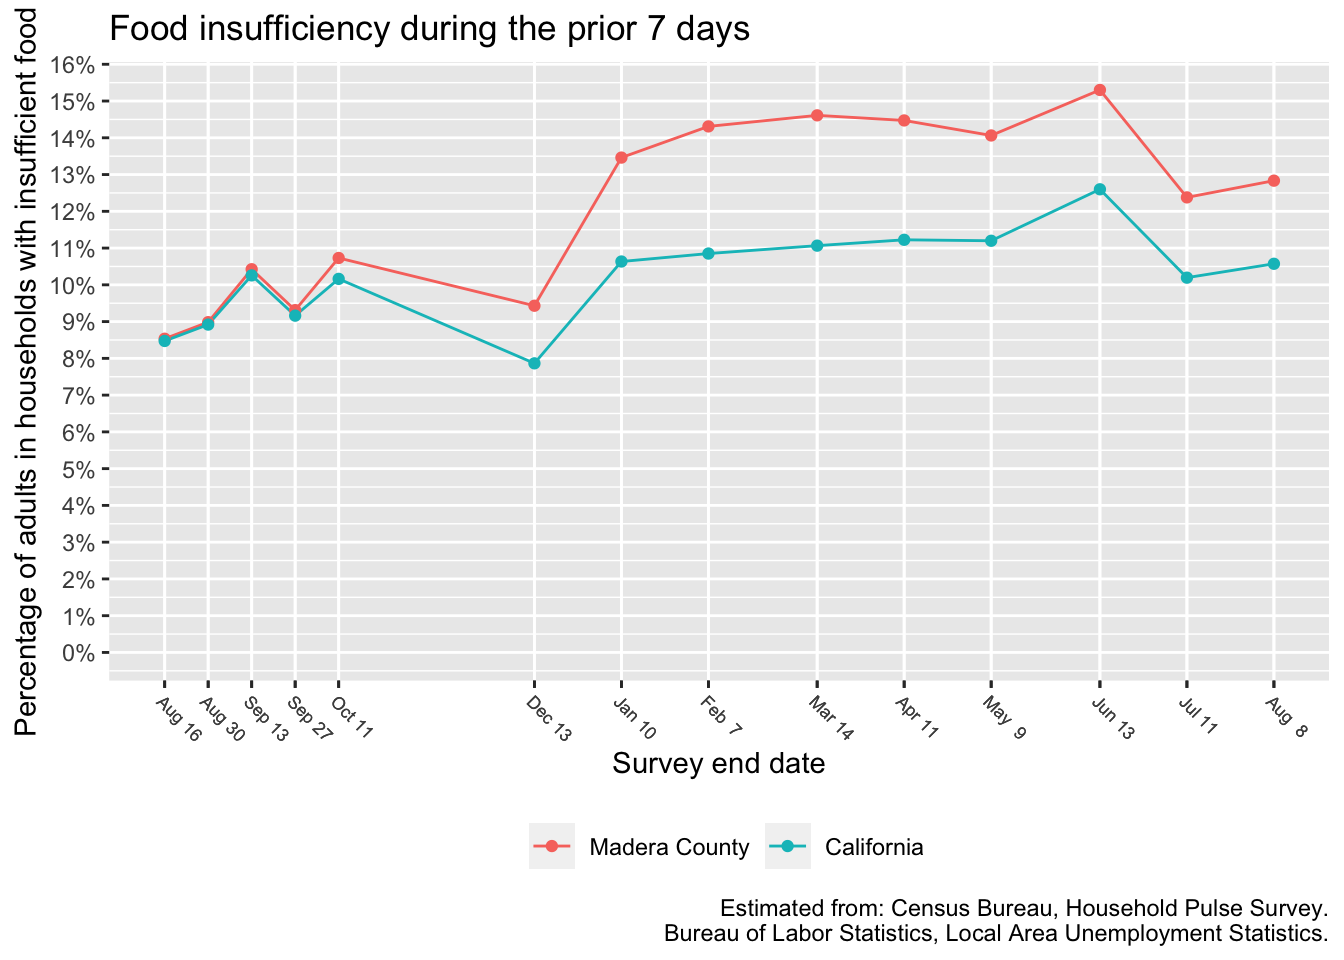 Food insufficiency during the prior 7 days
Percentage of adults in households with insufficient food
16%
15%
14%
13%
12%
11%
10%
9%
8%
7%
6%
5%
4%
3%
2%
1%
0%
Aug 16
Aug 30
Sep 13
Sep 27
Oct 11
Dec 13
Jan 10
Feb 7
Mar 14
Apr 11
May 9
Jun 13
Jul 11
Aug 8
Survey end date
Madera County
California
Estimated from: Census Bureau, Household Pulse Survey.
Bureau of Labor Statistics, Local Area Unemployment Statistics.